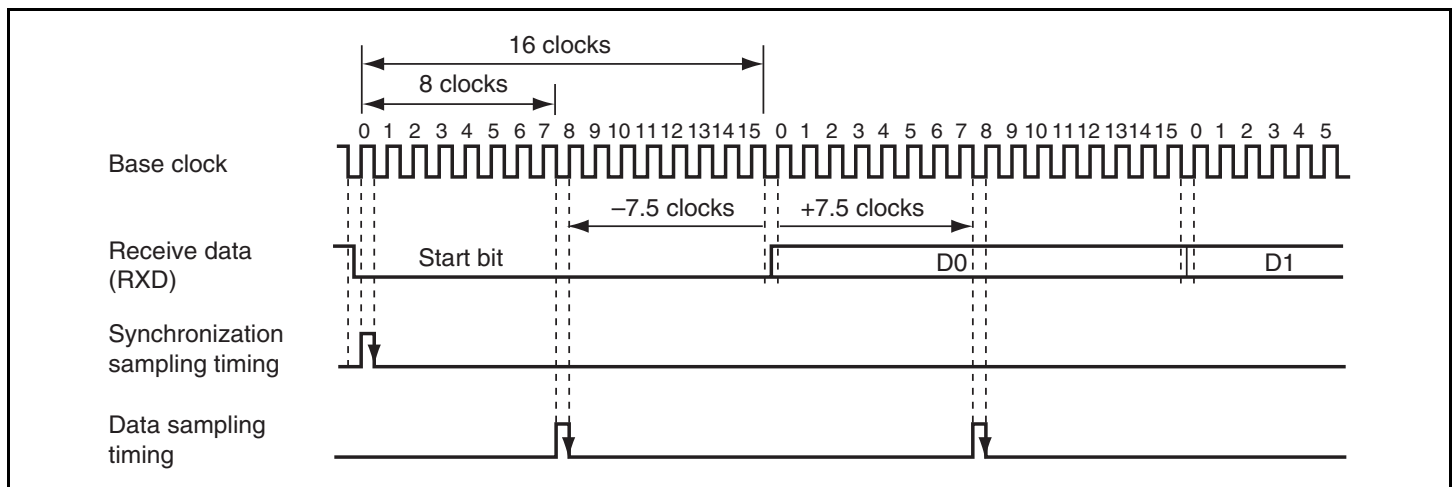 16 clocks
8 clocks
0 1 2 3 4 5 6 7 8 9 10 11 12 13 14 15 0 1 2 3 4 5 6 7 8 9 10 11 12 13 14 15 0 1 2 3 4 5
Base clock
–7.5 clocks +7.5 clocks
Receive data
(RXD)
Start bit D0 D1
Synchronization
sampling timing
Data sampling
timing